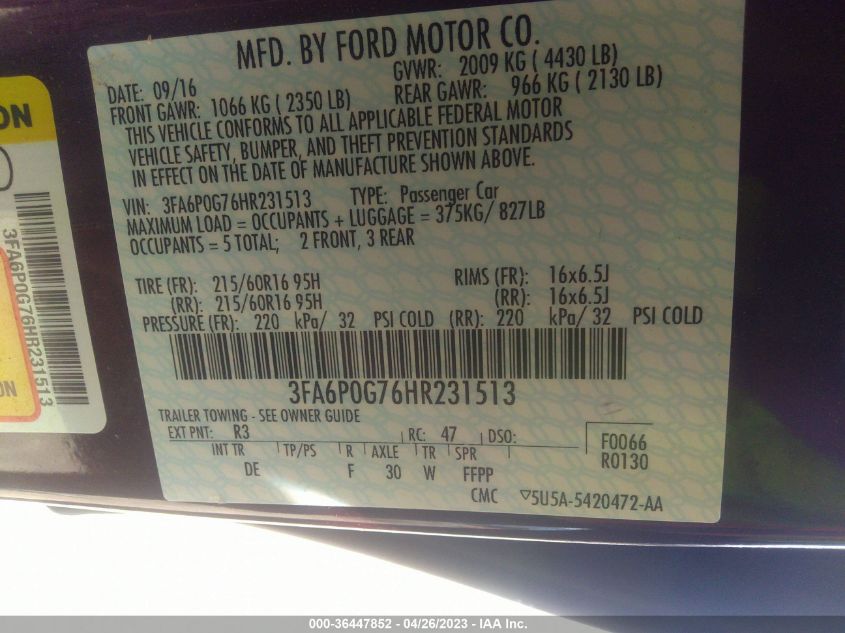 MFD. BY FORD MOTOR CO.
DATE: 09/16 GVWR: 2009 KG ( 4430 LB)
FRONT GAWR: 1066 KG ( 2350 LB) REAR GAWR: 966 KG ( 2130 LB)
THIS VEHICLE CONFORMS TO ALL APPLICABLE FEDERAL MOTOR
VEHICLE SAFETY, BUMPER, AND THEFT PREVENTION STANDARDS
IN EFFECT ON THE DATE OF MANUFACTURE SHOWN ABOVE.
VIN: 3FA6P0G76HR231513 TYPE: Passenger Car
MAXIMUM LOAD = OCCUPANTS + LUGGAGE = 375KG/ 827LB
OCCUPANTS = 5 TOTAL; 2 FRONT, 3 REAR
TIRE (FR): 215/60R16 95H RIMS (FR): 16x6.5J
(RR): 215/60R16 95H (RR): 16x6.5J
PRESSURE (FR): 220 kPa/ 32 PSI COLD (RR): 220 kPa/ 32 PSI COLD
3FA6P0G76HR231513
TRAILER TOWING - SEE OWNER GUIDE
EXT PNT: R3 RC: 47 DSO:
INT TR TP/PS R AXLE TR SPR
DE F 30 W FFPP
F0066
R0130
CMC ▽5U5A-5420472-AA
ON
3FA6P0G76HR231513
000-36447852 | 04/26/2023 | IAA Inc.